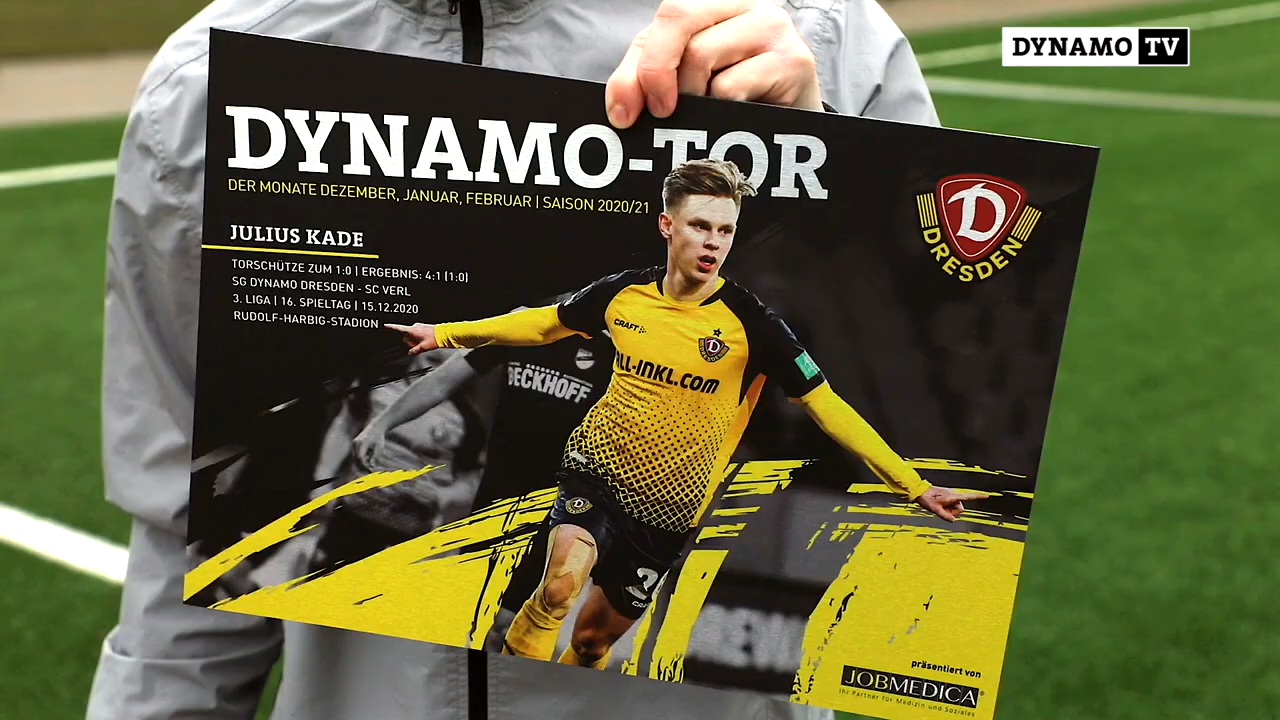 DYNAMO TV
DYNAMO-TOR
DER MONATE DEZEMBER, JANUAR, FEBRUAR | SAISON 2020/21
JULIUS KADE
TORSCHÜTZE ZUM 1:0 | ERGEBNIS: 4:1 (1:0)
SG DYNAMO DRESDEN - SC VERL
3. LIGA | 16. SPIELTAG | 15.12.2020
RUDOLF-HARBIG-STADION
D
DRESDEN
CRAFT
ALL-INKL.COM
BECKHOFF
präsentiert von
JOBMEDICA
Ihr Partner für Medizin und Soziales